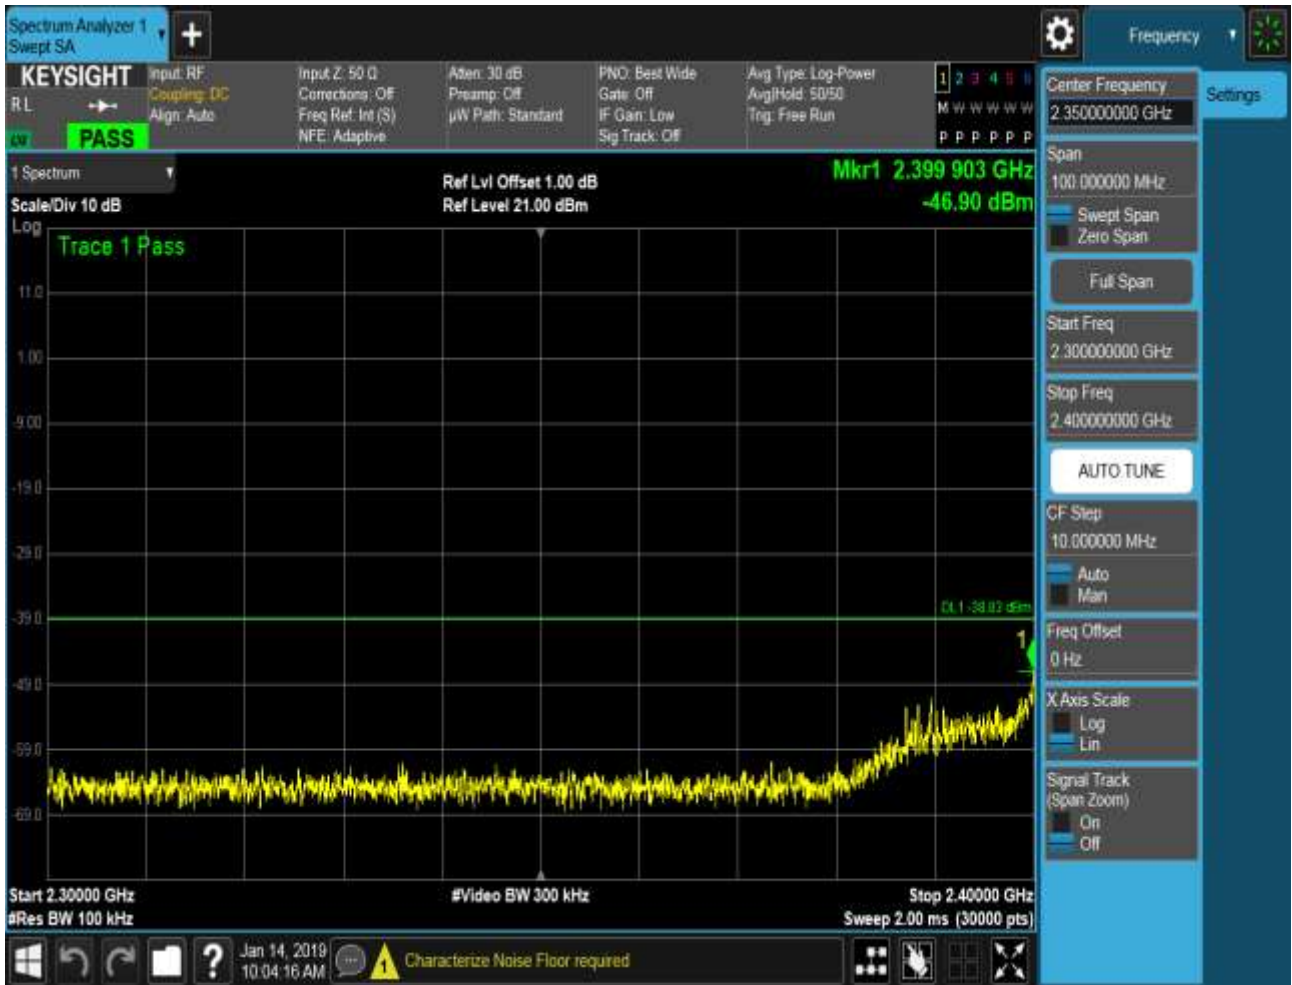 Spectrum Analyzer 1
Swept SA
+
Frequency
KEYSIGHT
R L
PASS
Input: RF
Coupling: DC
Align: Auto
Input Z: 50 Ω
Corrections: Off
Freq Ref: Int (S)
NFE: Adaptive
Atten: 30 dB
Preamp: Off
µW Path: Standard
PNO: Best Wide
Gate: Off
IF Gain: Low
Sig Track: Off
Avg Type: Log-Power
Avg|Hold: 50/50
Trig: Free Run
1 2 3 4 5 6
M W W W W W
P P P P P P
1 Spectrum
Scale/Div 10 dB
Ref Lvl Offset 1.00 dB
Ref Level 21.00 dBm
Mkr1 2.399 903 GHz
-46.90 dBm
Log
Trace 1 Pass
11.0
1.00
-9.00
-19.0
-29.0
-39.0
-49.0
-59.0
-69.0
DL1 -38.83 dBm
1
Start 2.30000 GHz
#Res BW 100 kHz
#Video BW 300 kHz
Stop 2.40000 GHz
Sweep 2.00 ms (30000 pts)
Center Frequency
2.350000000 GHz
Settings
Span
100.000000 MHz
Swept Span
Zero Span
Full Span
Start Freq
2.300000000 GHz
Stop Freq
2.400000000 GHz
AUTO TUNE
CF Step
10.000000 MHz
Auto
Man
Freq Offset
0 Hz
X Axis Scale
Log
Lin
Signal Track
(Span Zoom)
On
Off
?
Jan 14, 2019
10:04:16 AM
1
Characterize Noise Floor required